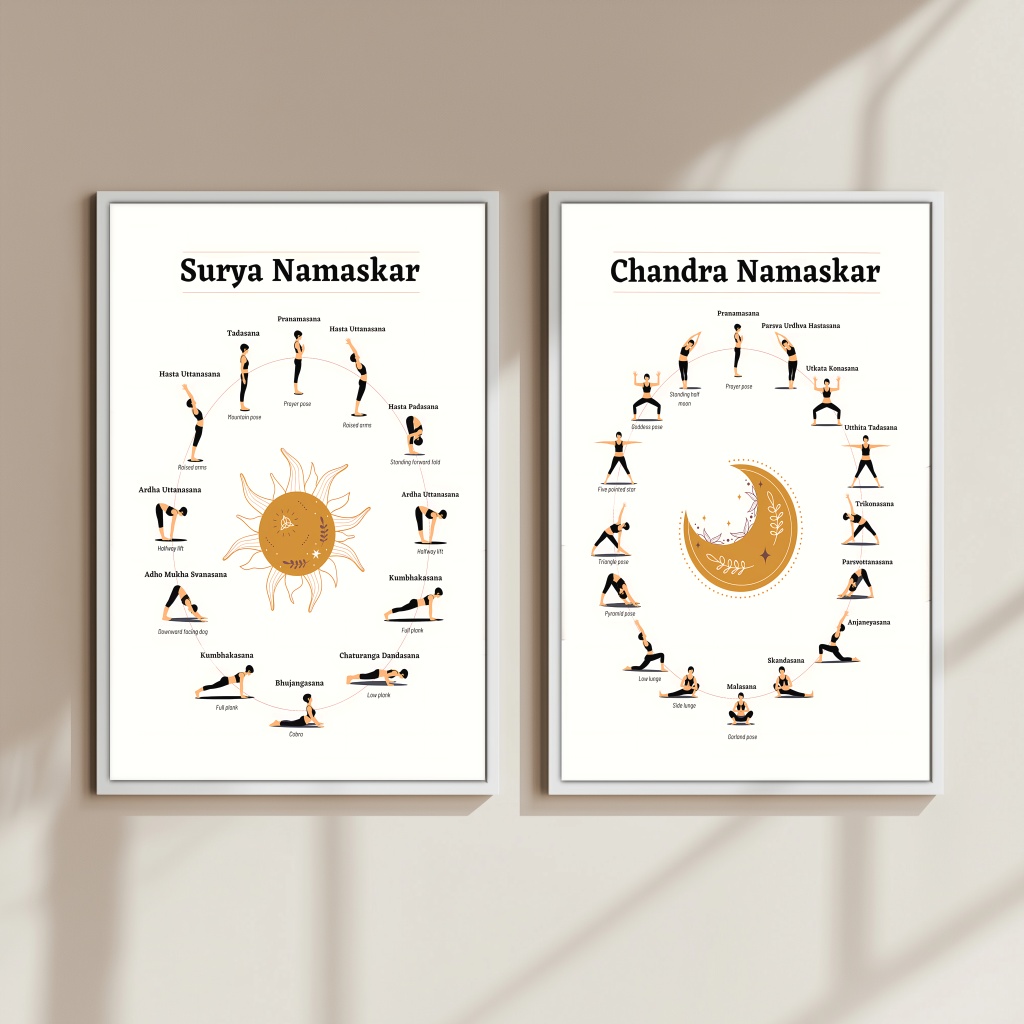 Surya Namaskar
Pranamasana
Prayer pose
Hasta Uttanasana
Raised arms
Hasta Padasana
Standing forward fold
Ardha Uttanasana
Halfway lift
Kumbhakasana
Full plank
Chaturanga Dandasana
Low plank
Bhujangasana
Cobra
Kumbhakasana
Full plank
Adho Mukha Svanasana
Downward facing dog
Ardha Uttanasana
Halfway lift
Hasta Uttanasana
Raised arms
Tadasana
Mountain pose
Chandra Namaskar
Pranamasana
Prayer pose
Parsva Urdhva Hastasana
Utkata Konasana
Utthita Tadasana
Trikonasana
Parsvottanasana
Anjaneyasana
Skandasana
Malasana
Garland pose
Side lunge
Low lunge
Pyramid pose
Triangle pose
Five pointed star
Goddess pose
Standing half
moon